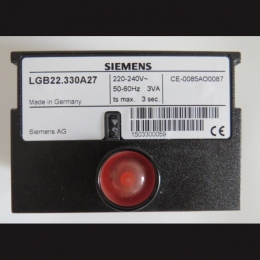 SIEMENS
LGB22.330A27
220-240V~
CE-0085AO0087
50-60Hz 3VA
Made in Germany
ts max. 3 sec.
Siemens AG
1503300059